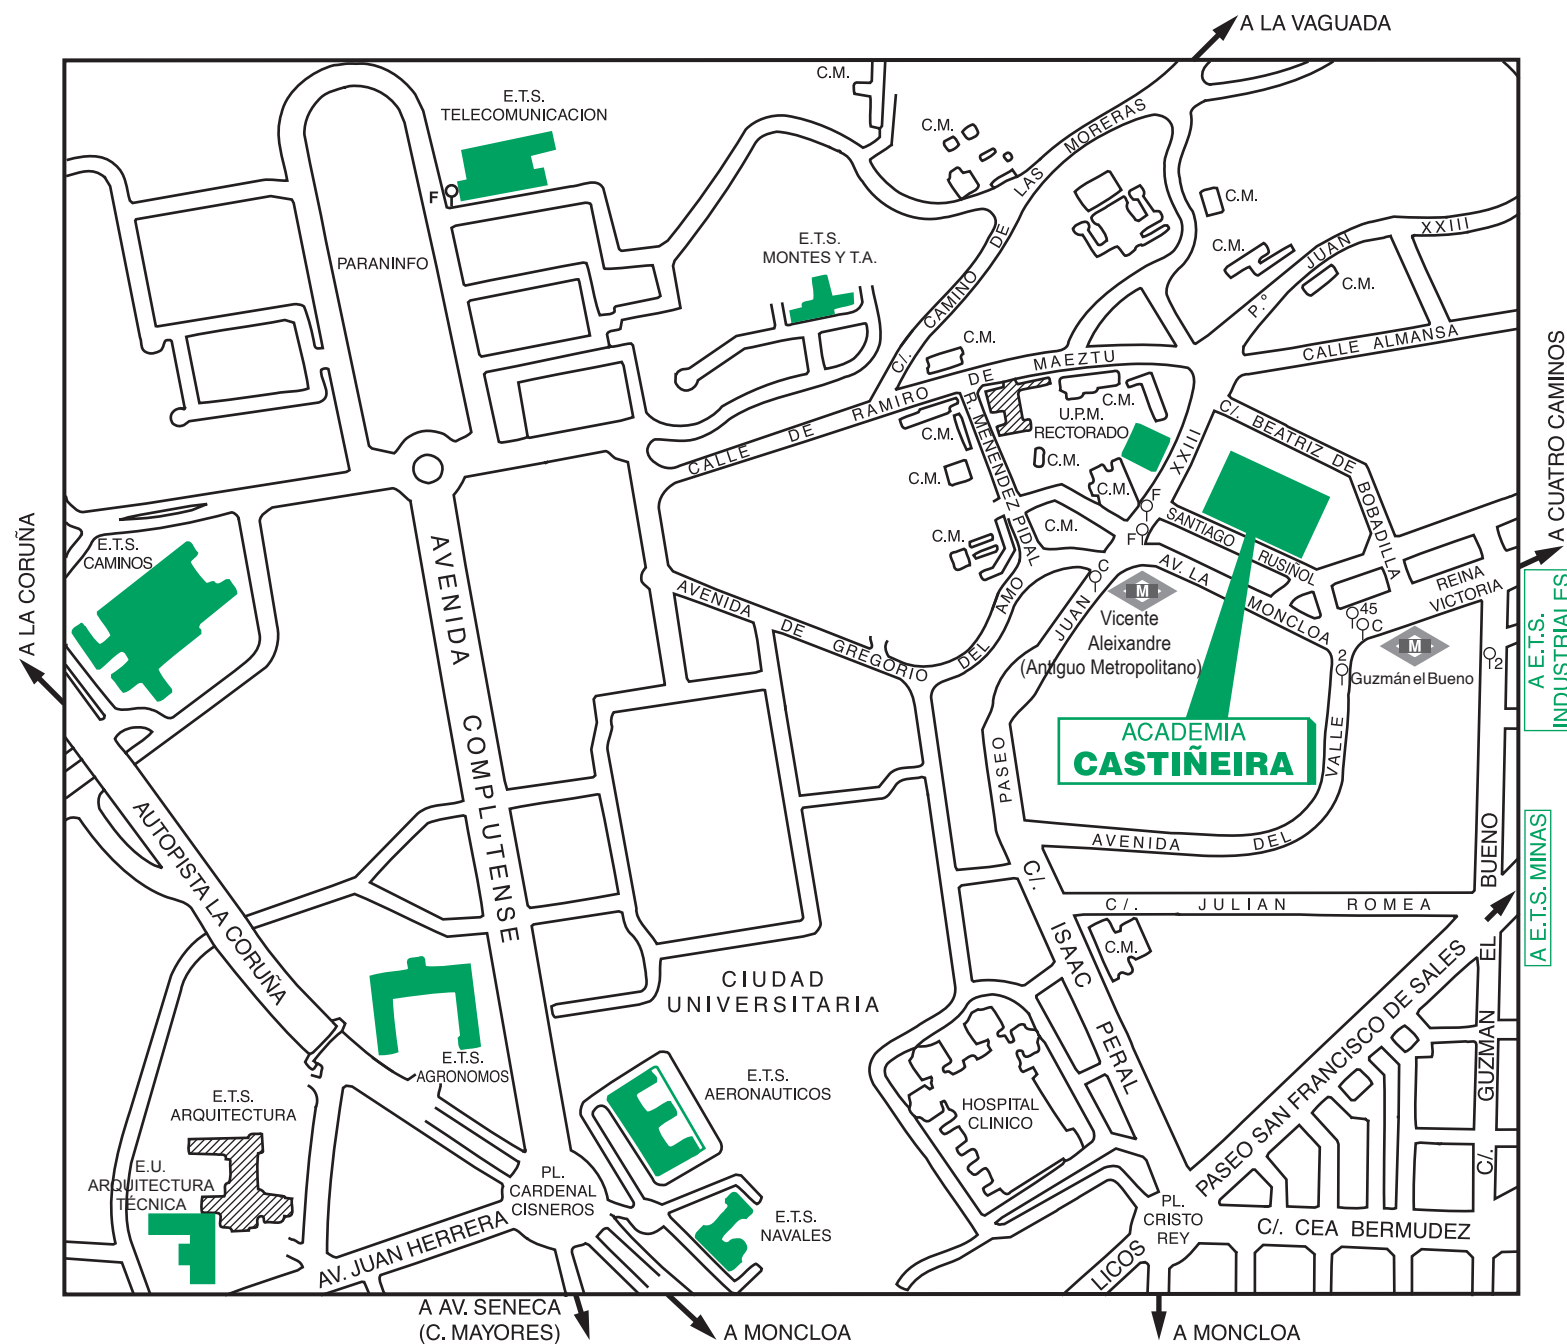 A LA VAGUADA
C.M.
E.T.S.
TELECOMUNICACION
C.M.
C/. CAMINO DE LAS MORERAS
F
C.M.
P.º JUAN XXIII
E.T.S.
MONTES Y T.A.
PARANINFO
C.M.
C.M.
CALLE ALMANSA
C.M.
CALLE DE RAMIRO DE MAEZTU
C.M.
U.P.M.
RECTORADO
C/. BEATRIZ DE BOBADILLA
R. MENENDEZ PIDAL
C.M.
C.M.
C.M.
C.M.
XXIII
F
A CUATRO CAMINOS
SANTIAGO RUSIÑOL
C.M.
F
C.M.
A LA CORUÑA
E.T.S.
CAMINOS
AVENIDA COMPLUTENSE
AVENIDA DE GREGORIO DEL AMO
C
AV. LA MONCLOA
REINA
VICTORIA
M
Vicente
Aleixandre
(Antiguo Metropolitano)
45
C
M
Guzmán el Bueno
2
2
A E.T.S.
INDUSTRIALES
PASEO JUAN
ACADEMIA
CASTIÑEIRA
AVENIDA DEL VALLE
AUTOPISTA LA CORUÑA
C/. JULIAN ROMEA
A E.T.S. MINAS
C/. GUZMAN EL BUENO
C/. ISAAC PERAL
C.M.
CIUDAD
UNIVERSITARIA
PASEO SAN FRANCISCO DE SALES
E.T.S.
AGRONOMOS
E.T.S.
AERONAUTICOS
E.T.S.
ARQUITECTURA
HOSPITAL
CLINICO
E.U.
ARQUITECTURA
TÉCNICA
PL.
CARDENAL
CISNEROS
PL.
CRISTO
REY
E.T.S.
NAVALES
C/. CEA BERMUDEZ
AV. JUAN HERRERA
LICOS
A AV. SENECA
(C. MAYORES)
A MONCLOA
A MONCLOA